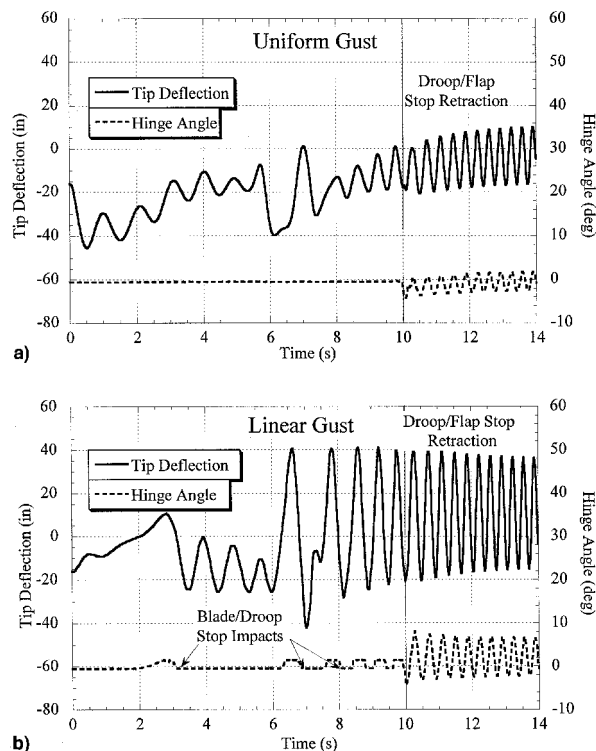 Uniform Gust
Tip Deflection
Hinge Angle
Droop/Flap
Stop Retraction
60
40
20
0
-20
-40
-60
-80
Tip Deflection (in)
60
50
40
30
20
10
0
-10
Hinge Angle (deg)
0
2
4
6
8
10
12
14
Time (s)
a)
Linear Gust
Tip Deflection
Hinge Angle
Droop/Flap Stop
Retraction
Blade/Droop
Stop Impacts
60
40
20
0
-20
-40
-60
-80
Tip Deflection (in)
60
50
40
30
20
10
0
-10
Hinge Angle (deg)
0
2
4
6
8
10
12
14
Time (s)
b)